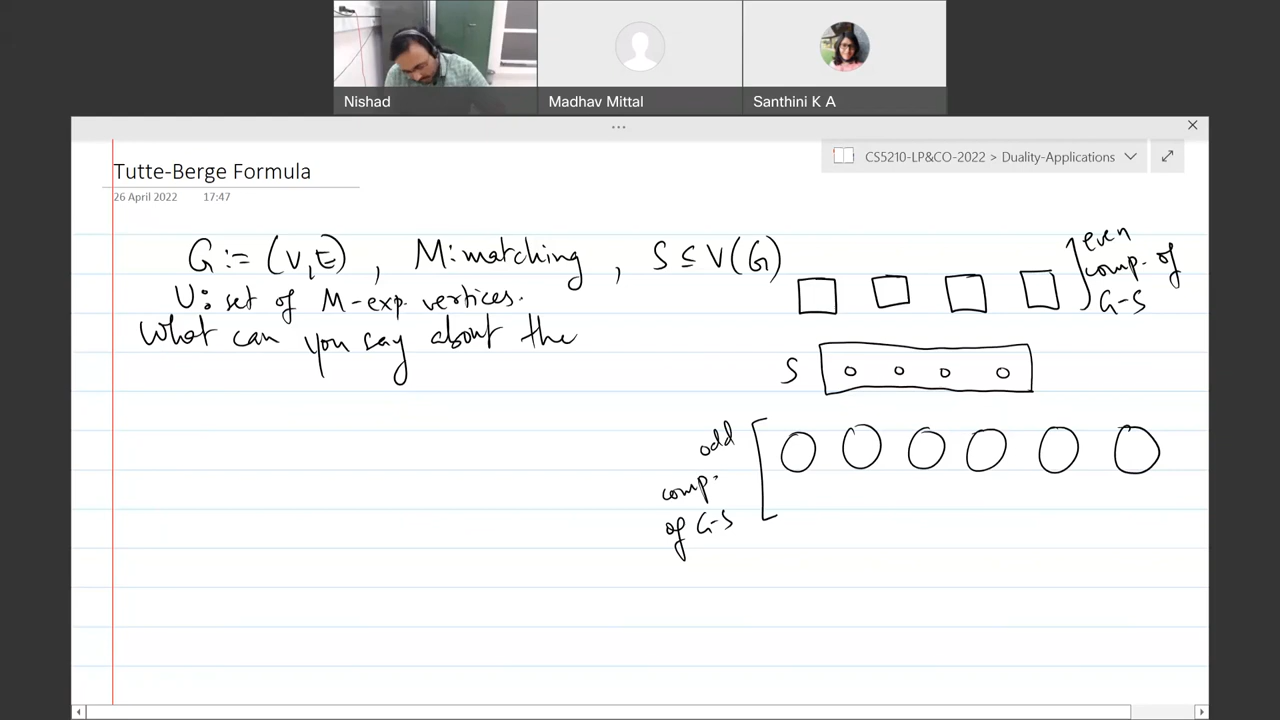 Nishad
Madhav Mittal
Santhini K A
Tutte-Berge Formula
CS5210-LP&CO-2022 > Duality-Applications
26 April 2022 17:47
G := (V,E) , M:matching , S ⊆ V(G)
U: set of M-exp. vertices.
What can you say about the
even
comp. of
G-S
S
odd
comp.
of G-S